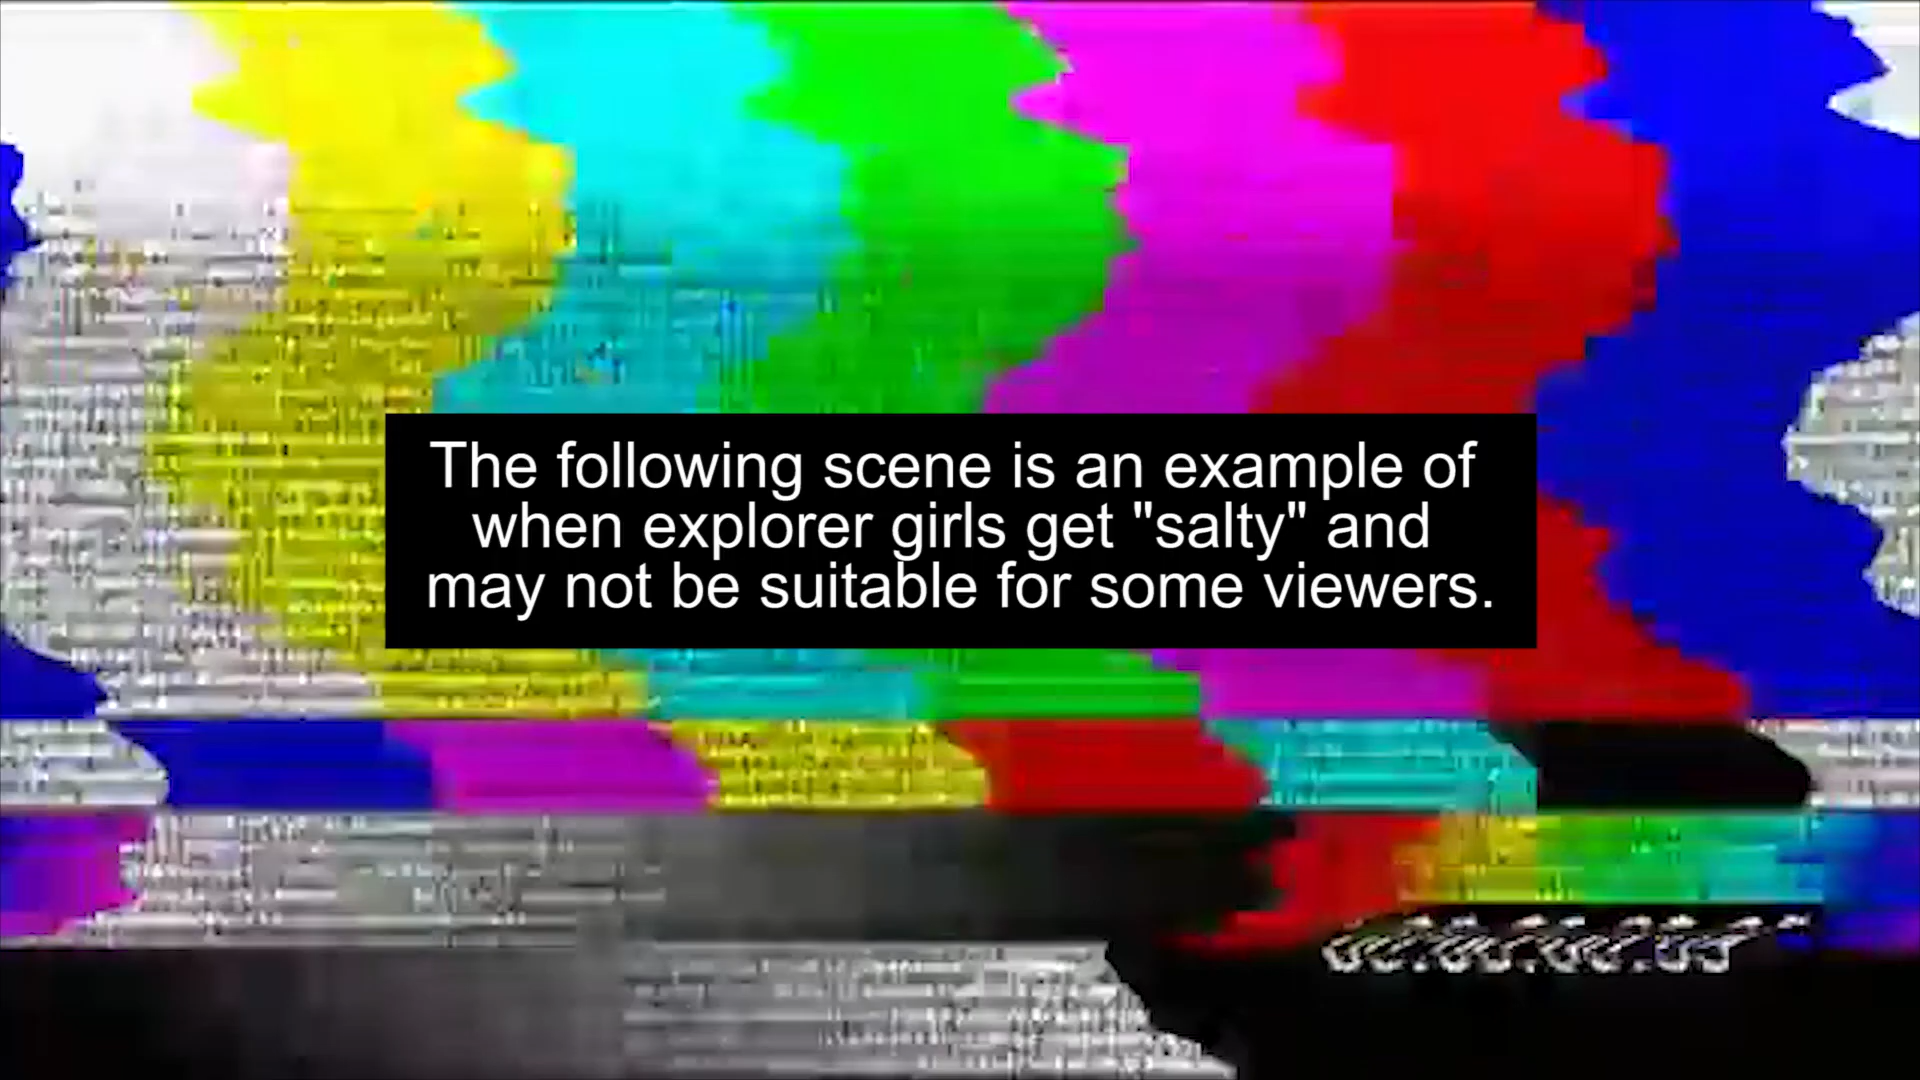 The following scene is an example of
when explorer girls get "salty" and
may not be suitable for some viewers.